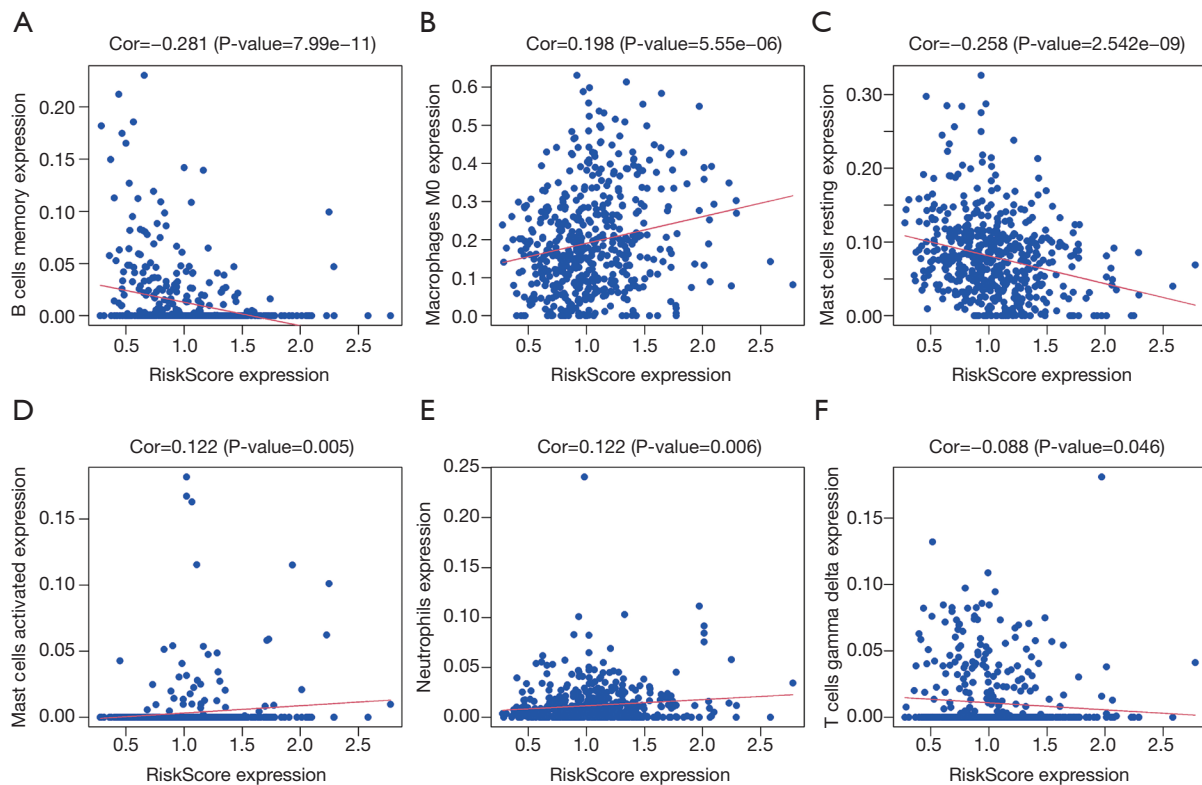 A
Cor=−0.281 (P-value=7.99e−11)
B cells memory expression
0.20
0.15
0.10
0.05
0.00
0.5 1.0 1.5 2.0 2.5
RiskScore expression
B
Cor=0.198 (P-value=5.55e−06)
Macrophages M0 expression
0.6
0.5
0.4
0.3
0.2
0.1
0.0
0.5 1.0 1.5 2.0 2.5
RiskScore expression
C
Cor=−0.258 (P-value=2.542e−09)
Mast cells resting expression
0.30
0.20
0.10
0.00
0.5 1.0 1.5 2.0 2.5
RiskScore expression
D
Cor=0.122 (P-value=0.005)
Mast cells activated expression
0.15
0.10
0.05
0.00
0.5 1.0 1.5 2.0 2.5
RiskScore expression
E
Cor=0.122 (P-value=0.006)
Neutrophils expression
0.25
0.20
0.15
0.10
0.05
0.00
0.5 1.0 1.5 2.0 2.5
RiskScore expression
F
Cor=−0.088 (P-value=0.046)
T cells gamma delta expression
0.15
0.10
0.05
0.00
0.5 1.0 1.5 2.0 2.5
RiskScore expression